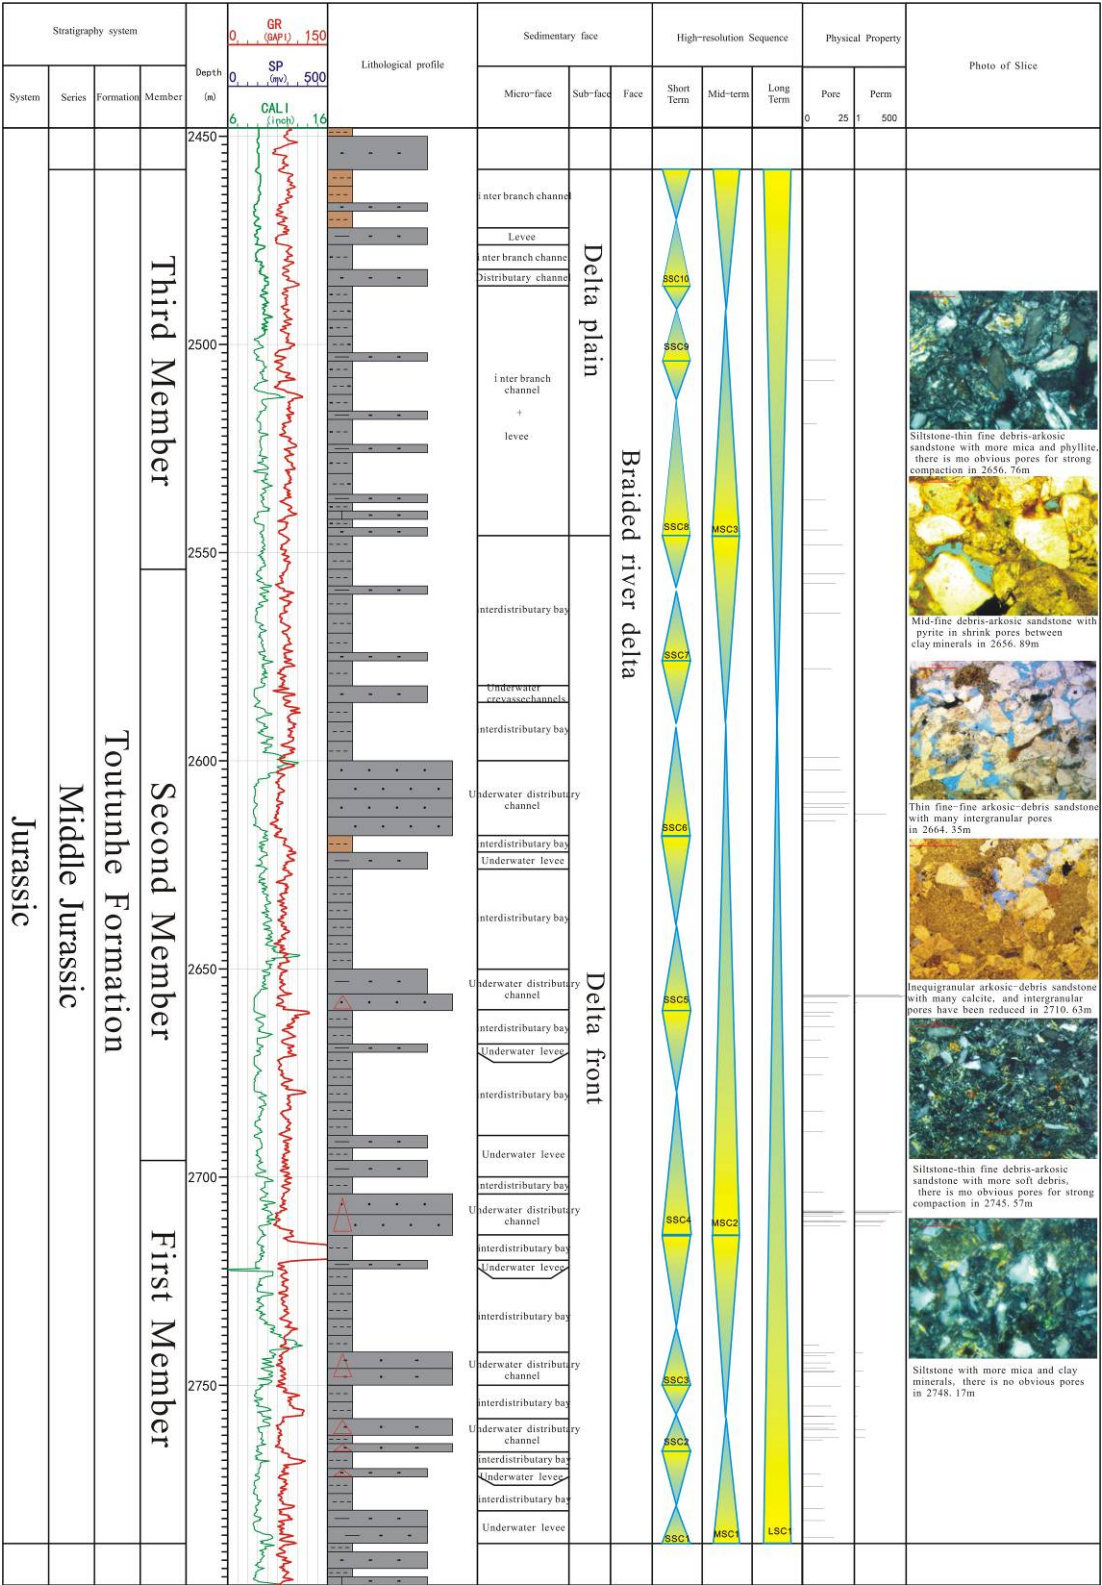 Stratigraphy system
System
Series
Formation
Member
Depth
(m)
GR
0 (GAPI) 150
SP
0 (mv) 500
CALI
6 (inch) 16
Lithological profile
Sedimentary face
Micro-face
Sub-face
Face
High-resolution Sequence
Short
Term
Mid-term
Long
Term
Physical Property
Pore
Perm
0 25
1 500
Photo of Slice
Jurassic
Middle Jurassic
Toutunhe Formation
Third Member
Second Member
First Member
2450
2500
2550
2600
2650
2700
2750
inter branch channel
Levee
inter branch channel
Distributary channel
inter branch
channel
+
levee
interdistributary bay
Underwater
crevassechannels
interdistributary bay
Underwater distributary
channel
interdistributary bay
Underwater levee
interdistributary bay
Underwater distributary
channel
interdistributary bay
Underwater levee
interdistributary bay
Underwater levee
interdistributary bay
Underwater distributary
channel
interdistributary bay
Underwater levee
interdistributary bay
Underwater distributary
channel
interdistributary bay
Underwater distributary
channel
interdistributary bay
Underwater levee
interdistributary bay
Underwater levee
Delta plain
Delta front
Braided river delta
SSC10
SSC9
SSC8
SSC7
SSC6
SSC5
SSC4
SSC3
SSC2
SSC1
MSC3
MSC2
MSC1
LSC1
Siltstone-thin fine debris-arkosic
sandstone with more mica and phyllite,
there is mo obvious pores for strong
compaction in 2656. 76m
Mid-fine debris-arkosic sandstone with
pyrite in shrink pores between
clay minerals in 2656. 89m
Thin fine-fine arkosic-debris sandstone
with many intergranular pores
in 2664. 35m
Inequigranular arkosic-debris sandstone
with many calcite, and intergranular
pores have been reduced in 2710. 63m
Siltstone-thin fine debris-arkosic
sandstone with more soft debris,
there is mo obvious pores for strong
compaction in 2745. 57m
Siltstone with more mica and clay
minerals, there is no obvious pores
in 2748. 17m